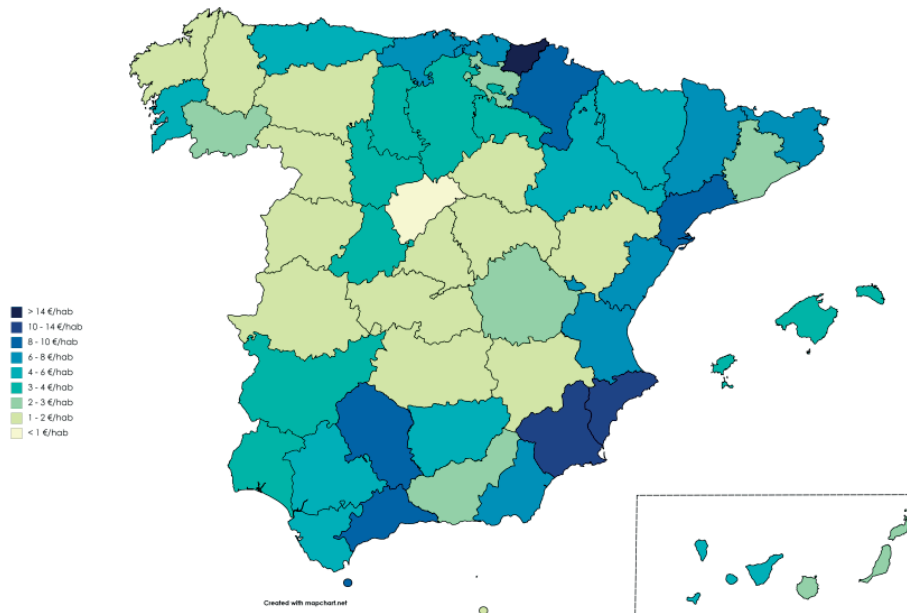 > 14 €/hab
10 - 14 €/hab
8 - 10 €/hab
6 - 8 €/hab
4 - 6 €/hab
3 - 4 €/hab
2 - 3 €/hab
1 - 2 €/hab
< 1 €/hab
Created with mapchart.net